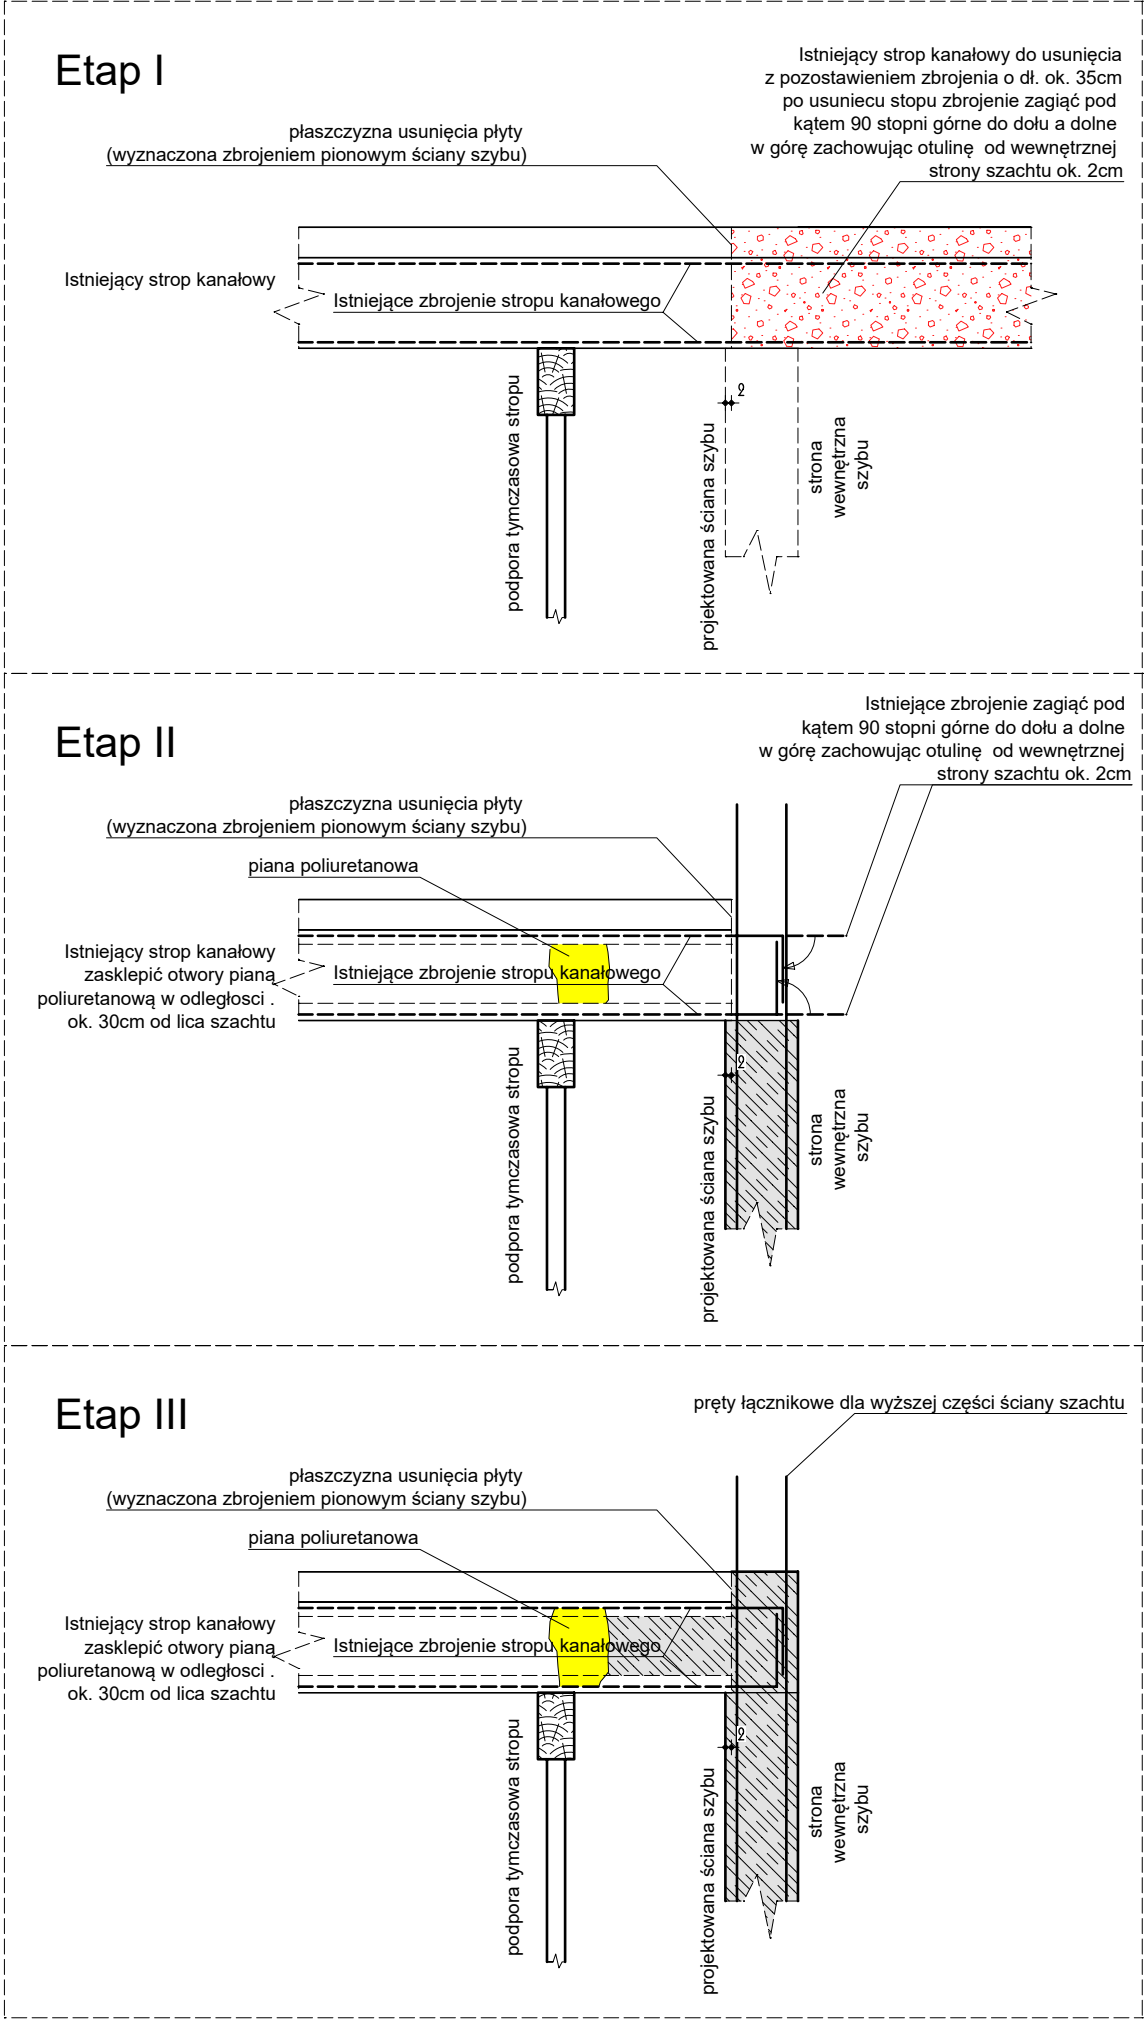 Etap I
Istniejący strop kanałowy do usunięcia
z pozostawieniem zbrojenia o dł. ok. 35cm
po usuniecu stopu zbrojenie zagiąć pod
kątem 90 stopni górne do dołu a dolne
w górę zachowując otulinę od wewnętrznej
strony szachtu ok. 2cm
płaszczyzna usunięcia płyty
(wyznaczona zbrojeniem pionowym ściany szybu)
Istniejący strop kanałowy
Istniejące zbrojenie stropu kanałowego
podpora tymczasowa stropu
projektowana ściana szybu
2
strona
wewnętrzna
szybu
Etap II
Istniejące zbrojenie zagiąć pod
kątem 90 stopni górne do dołu a dolne
w górę zachowując otulinę od wewnętrznej
strony szachtu ok. 2cm
płaszczyzna usunięcia płyty
(wyznaczona zbrojeniem pionowym ściany szybu)
piana poliuretanowa
Istniejący strop kanałowy
zasklepić otwory piana
poliuretanową w odległosci .
ok. 30cm od lica szachtu
Istniejące zbrojenie stropu kanałowego
podpora tymczasowa stropu
projektowana ściana szybu
2
strona
wewnętrzna
szybu
Etap III
pręty łącznikowe dla wyższej części ściany szachtu
płaszczyzna usunięcia płyty
(wyznaczona zbrojeniem pionowym ściany szybu)
piana poliuretanowa
Istniejący strop kanałowy
zasklepić otwory piana
poliuretanową w odległosci .
ok. 30cm od lica szachtu
Istniejące zbrojenie stropu kanałowego
podpora tymczasowa stropu
projektowana ściana szybu
2
strona
wewnętrzna
szybu